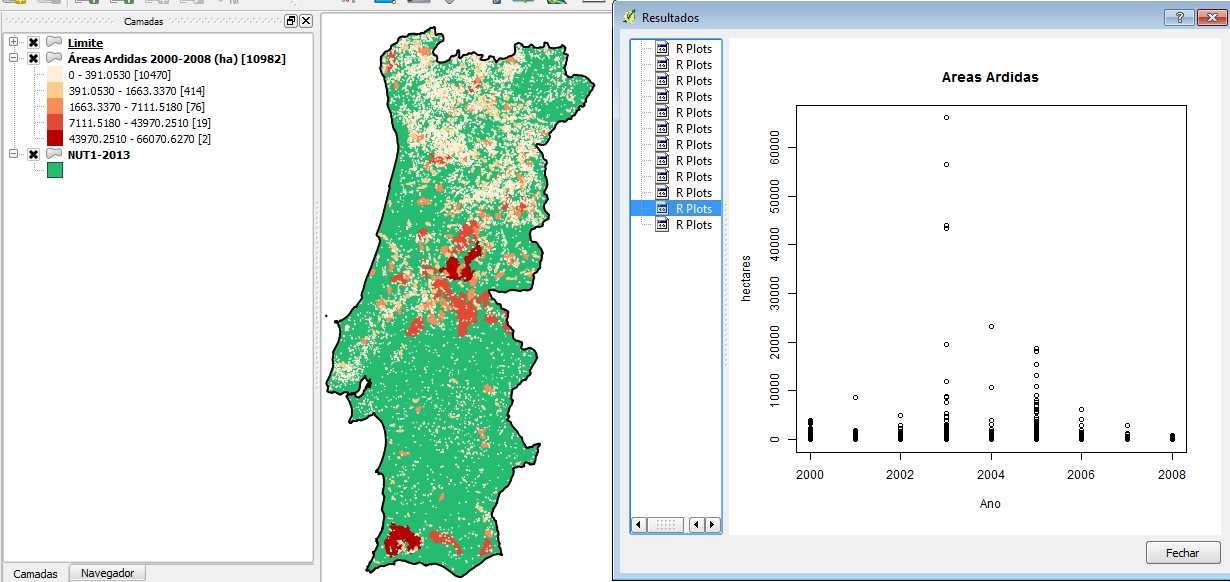 Camadas
Limite
Áreas Ardidas 2000-2008 (ha) [10982]
0 - 391.0530 [10470]
391.0530 - 1663.3370 [414]
1663.3370 - 7111.5180 [76]
7111.5180 - 43970.2510 [19]
43970.2510 - 66070.6270 [2]
NUT1-2013
Camadas
Navegador
Resultados
R Plots
R Plots
R Plots
R Plots
R Plots
R Plots
R Plots
R Plots
R Plots
R Plots
R Plots
R Plots
Areas Ardidas
hectares
60000
50000
40000
30000
20000
10000
0
2000 2002 2004 2006 2008
Ano
Fechar